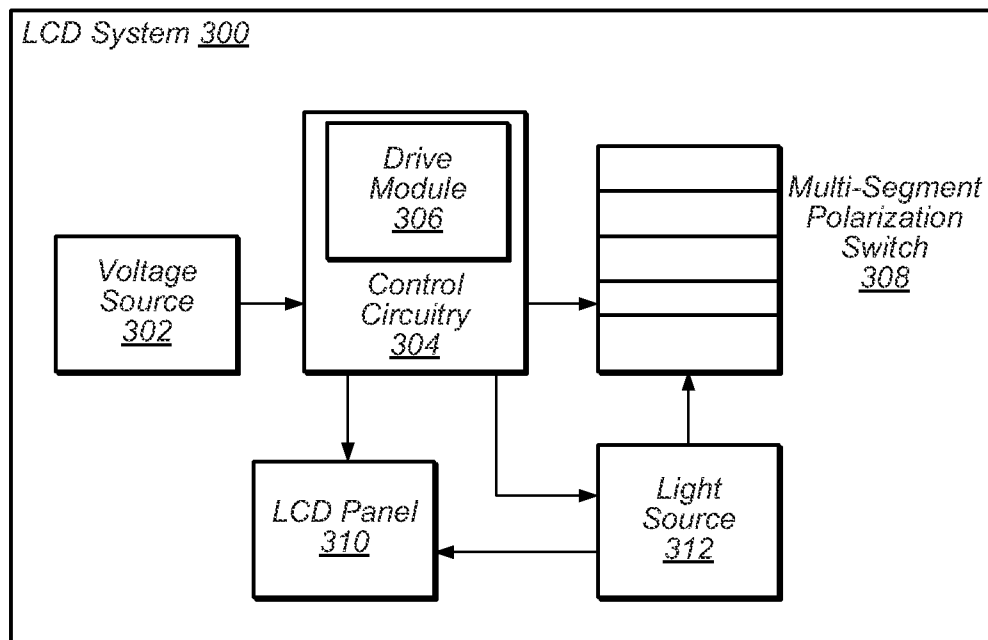 LCD System 300
Drive
Module
306
Control
Circuitry
304
Voltage
Source
302
Multi-Segment
Polarization
Switch
308
LCD Panel
310
Light
Source
312